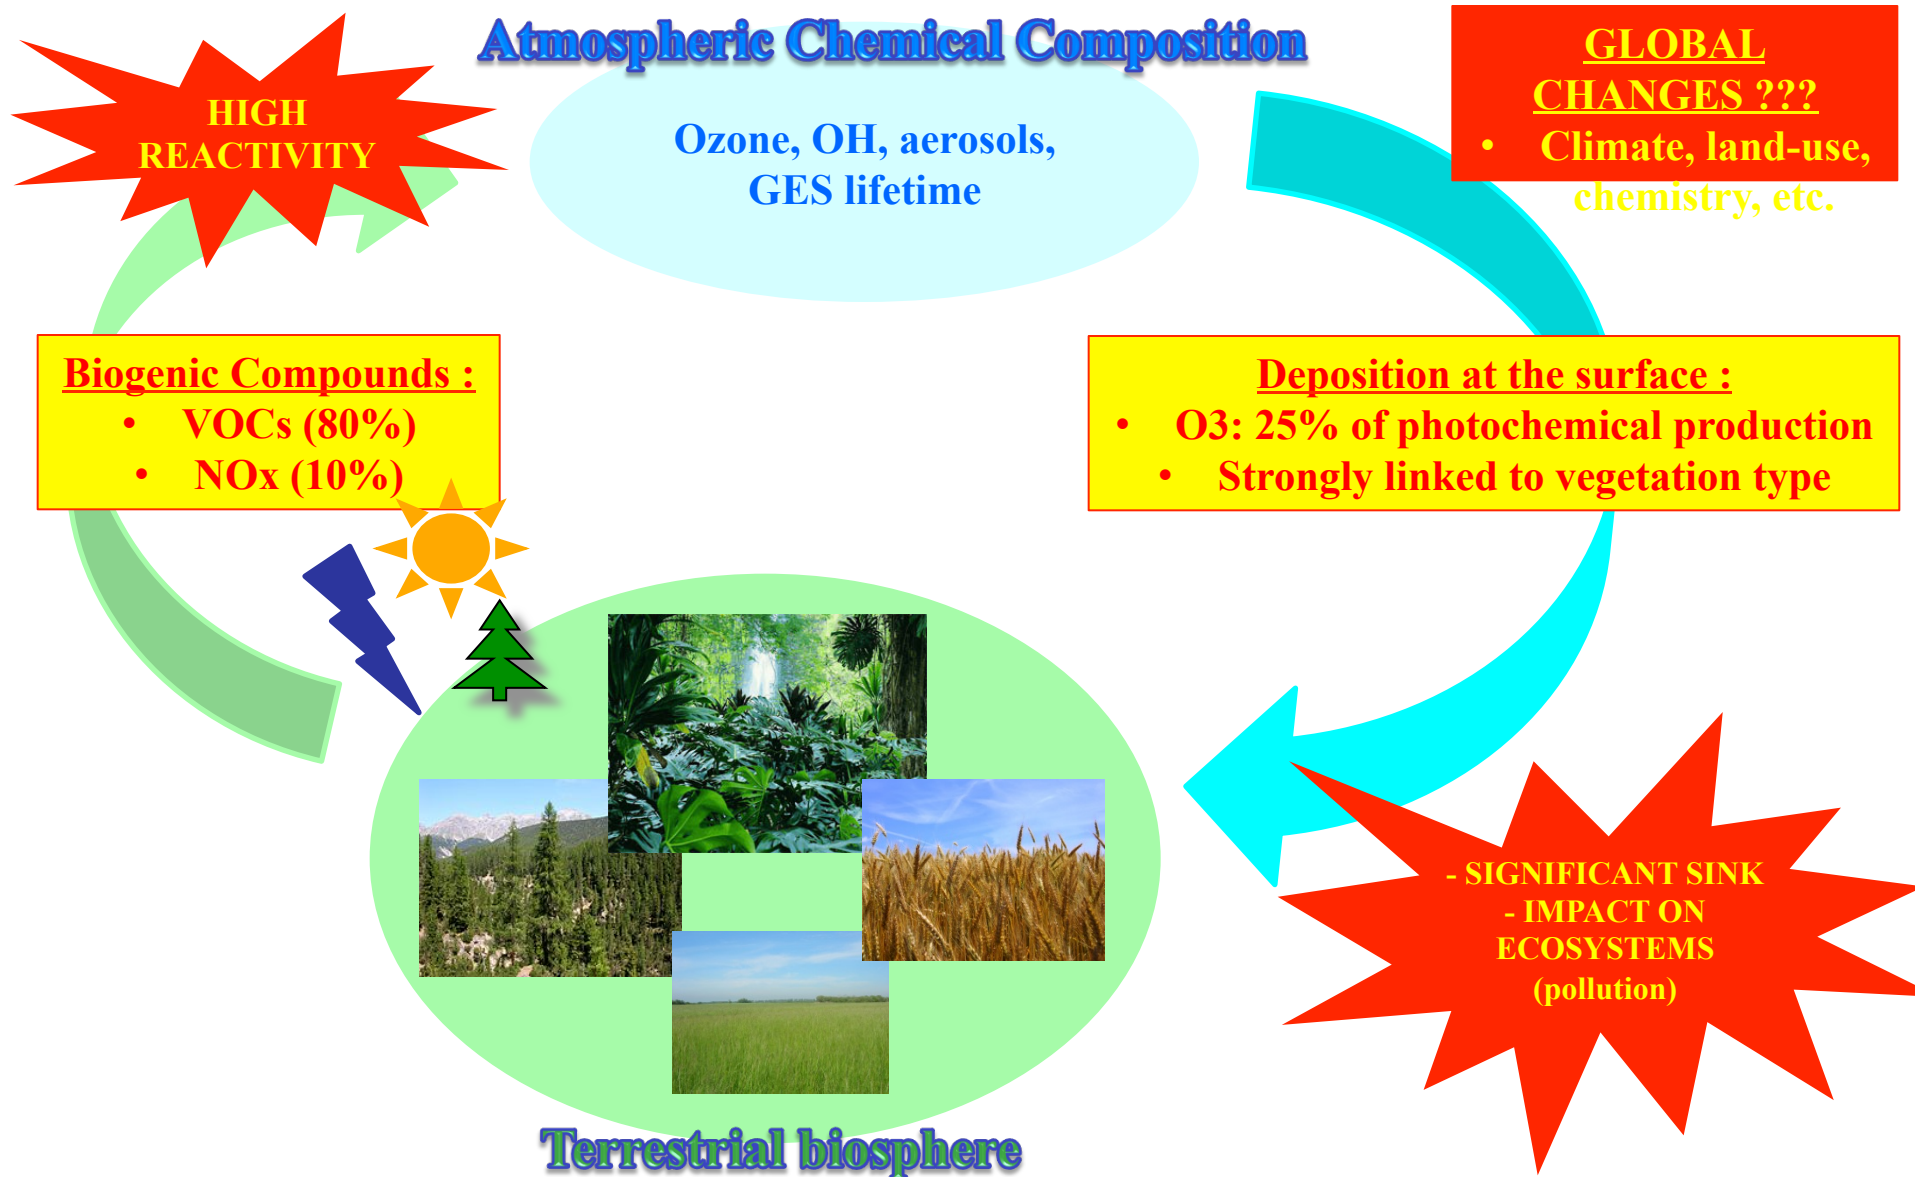 Atmospheric Chemical Composition
HIGH
REACTIVITY
Ozone, OH, aerosols,
GES lifetime
GLOBAL
CHANGES ???
• Climate, land-use,
chemistry, etc.
Biogenic Compounds :
• VOCs (80%)
• NOx (10%)
Deposition at the surface :
• O3: 25% of photochemical production
• Strongly linked to vegetation type
- SIGNIFICANT SINK
- IMPACT ON
ECOSYSTEMS
(pollution)
Terrestrial biosphere